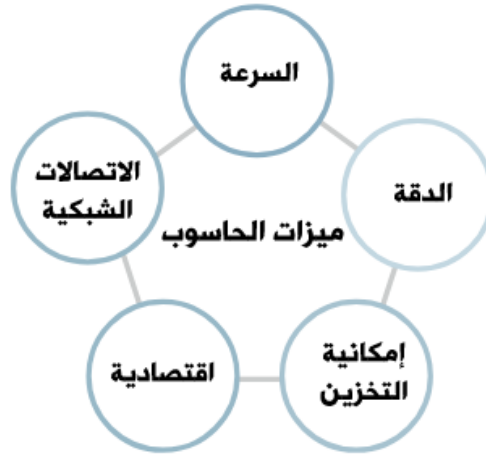 السرعة
الدقة
إمكانية
التخزين
اقتصادية
الاتصالات
الشبكية
ميزات الحاسوب